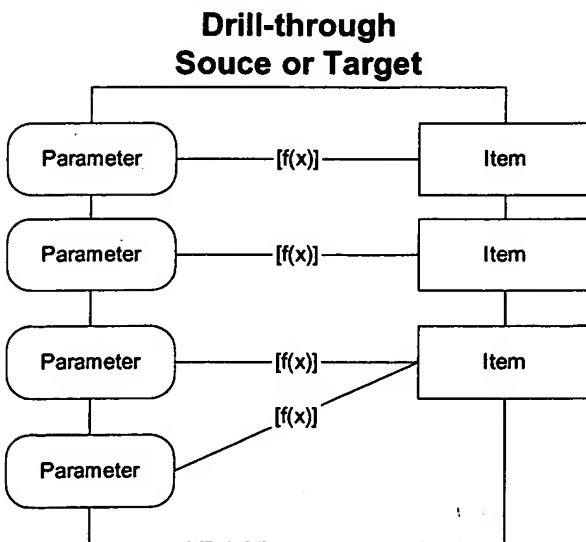 Drill-through
Souce or Target
Parameter [f(x)] Item
Parameter [f(x)] Item
Parameter [f(x)] Item
[f(x)]
Parameter